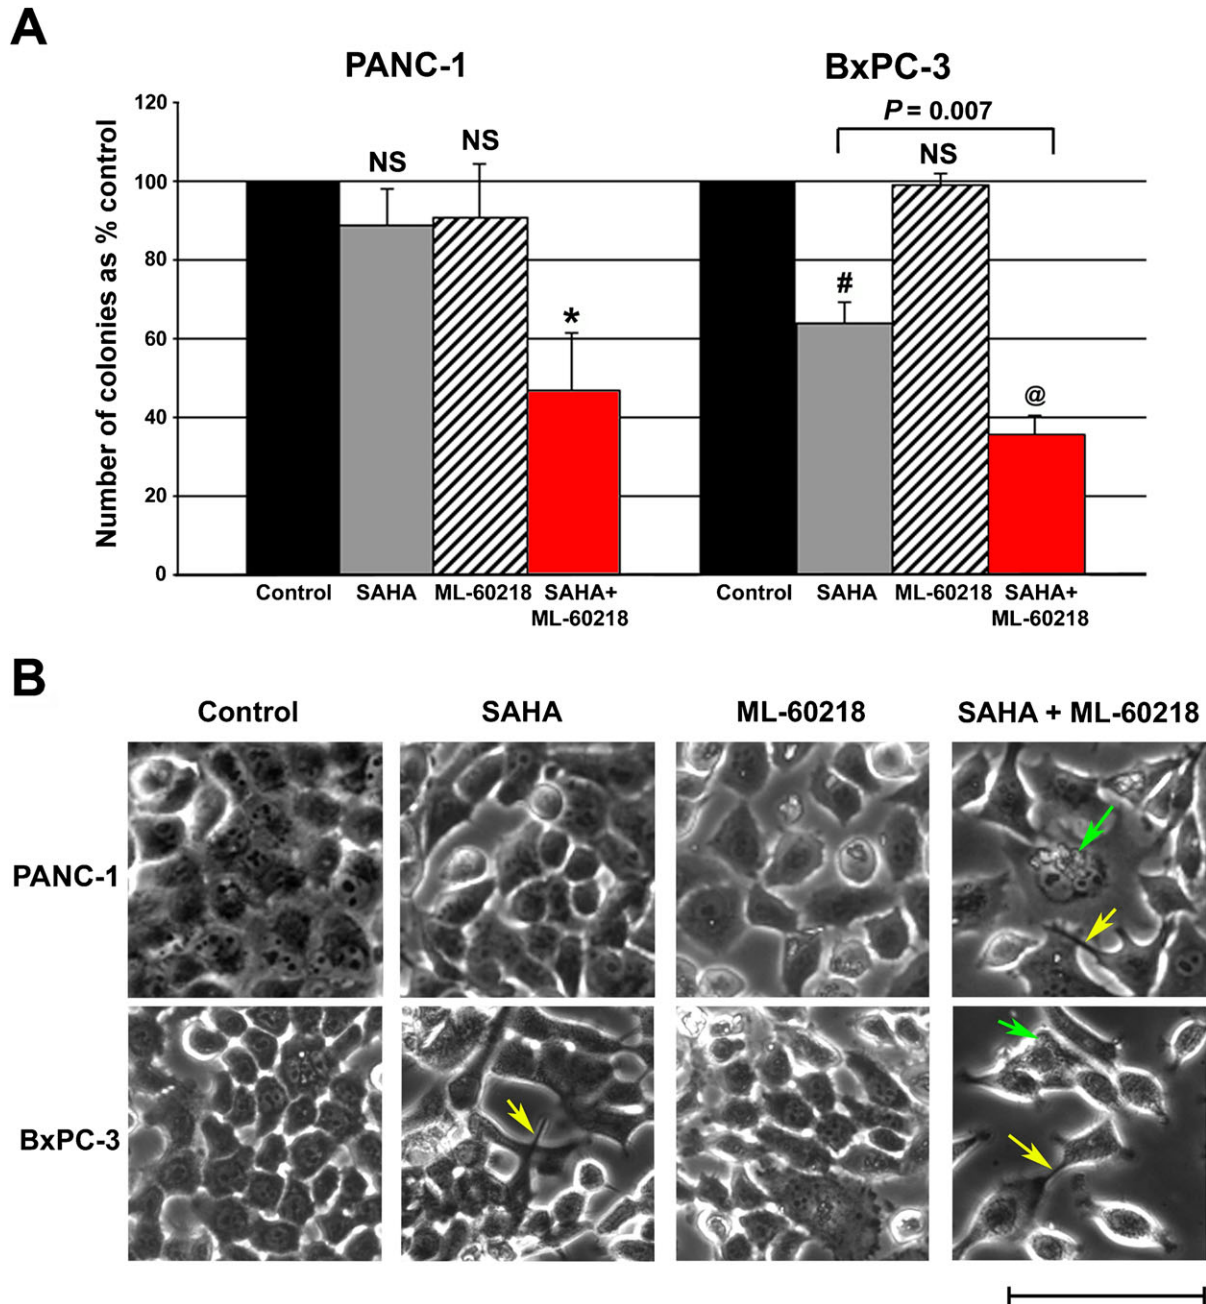 A
PANC-1
BxPC-3
P = 0.007
NS
NS
NS
#
*
@
Number of colonies as % control
120
100
80
60
40
20
0
Control
SAHA
ML-60218
SAHA+
ML-60218
Control
SAHA
ML-60218
SAHA+
ML-60218
B
Control
SAHA
ML-60218
SAHA + ML-60218
PANC-1
BxPC-3